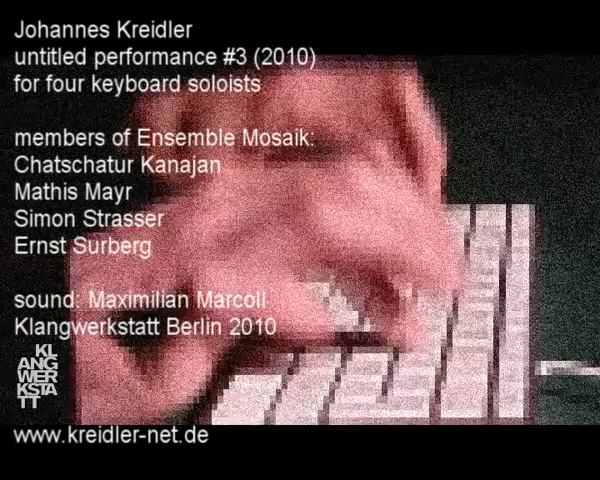 Johannes Kreidler
untitled performance #3 (2010)
for four keyboard soloists
members of Ensemble Mosaik:
Chatschatur Kanajan
Mathis Mayr
Simon Strasser
Ernst Surberg
sound: Maximilian Marcoll
Klangwerkstatt Berlin 2010
KL
ANG
WER
KSTA
TT
www.kreidler-net.de